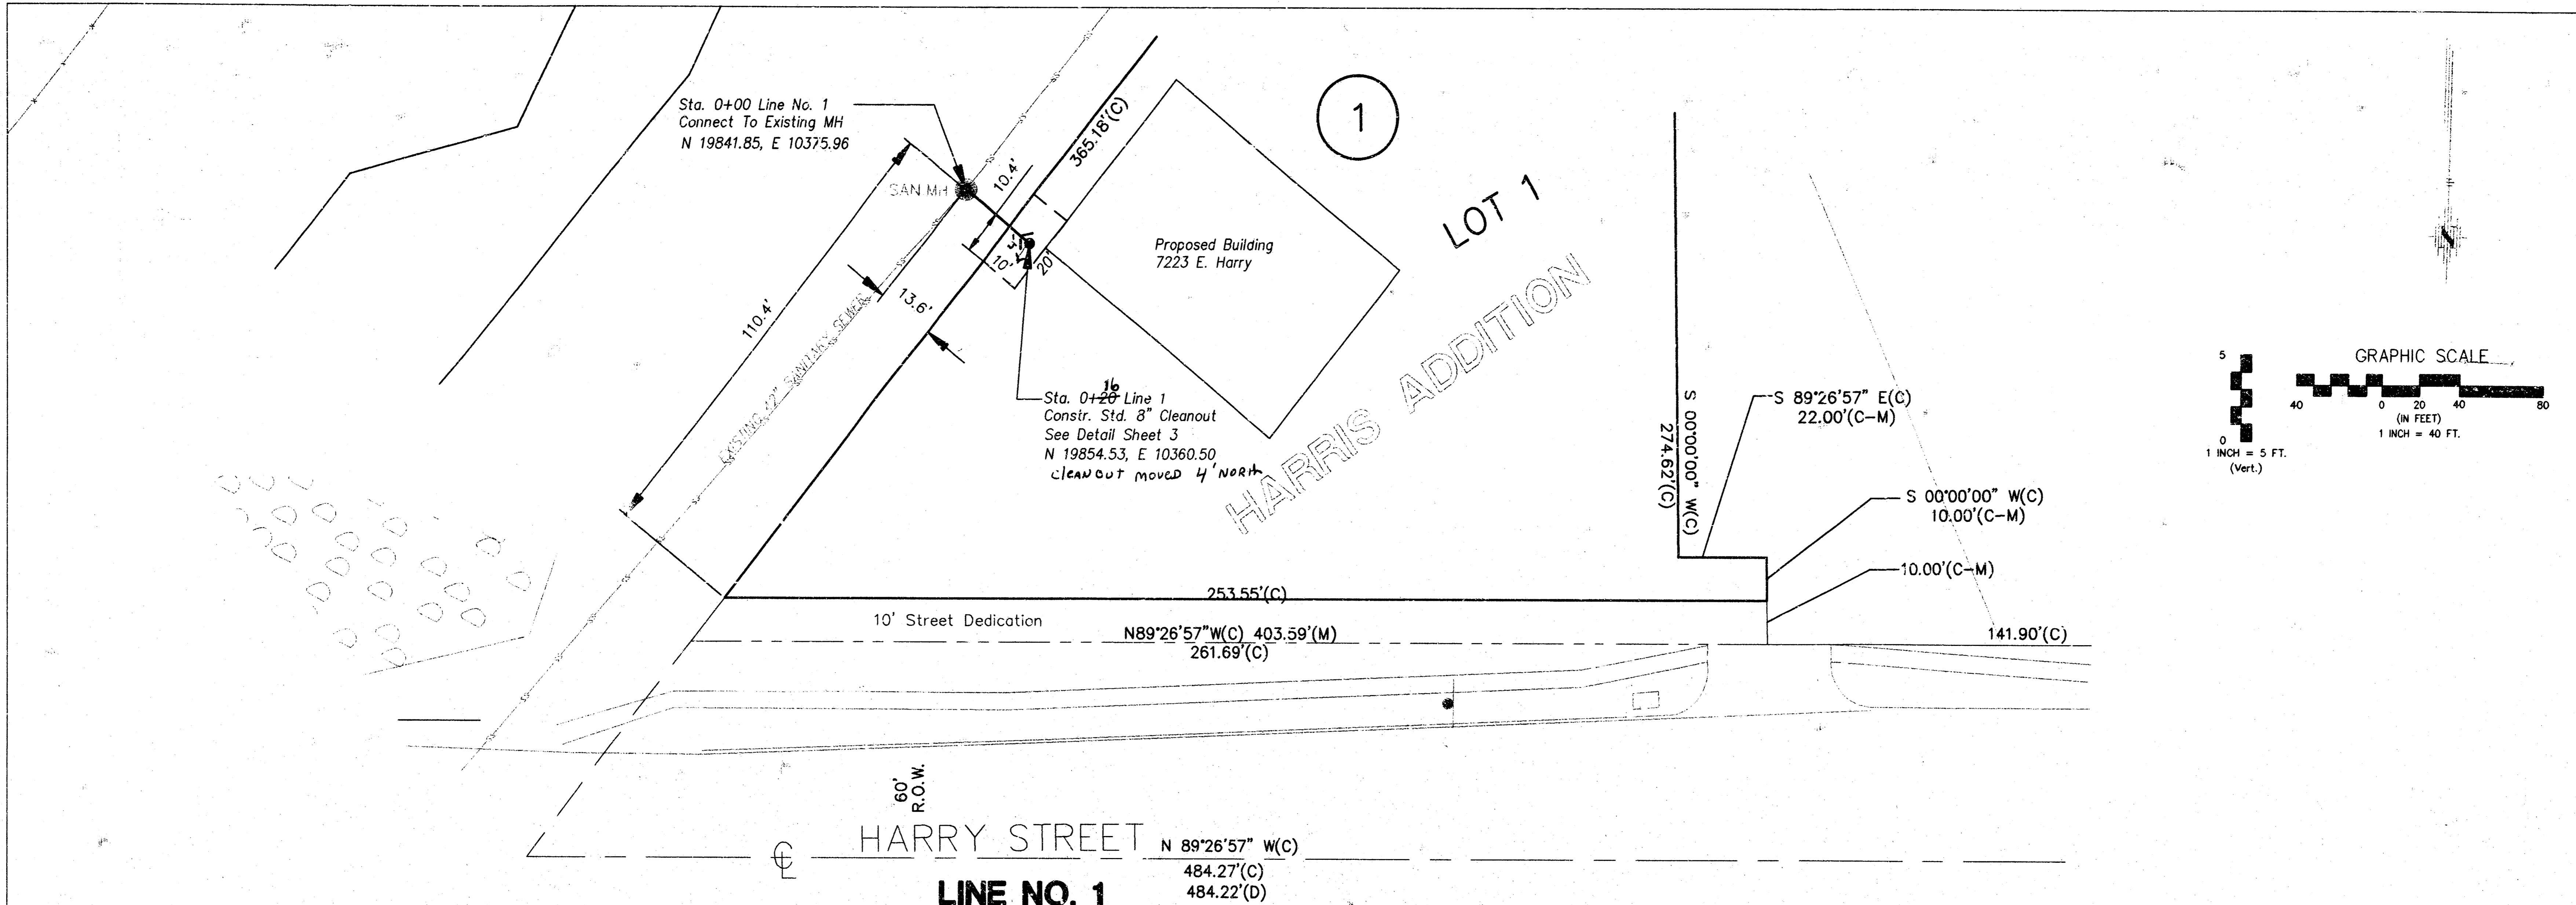 Sta. 0+00 Line No. 1
Connect To Existing MH
N 19841.85, E 10375.96
SAN MH
365.18'(C)
10.4'
1
LOT 1
Proposed Building
7223 E. Harry
10'
20'
110.4'
13.6'
EXISTING 42" SANITARY SEWER
HARRIS ADDITION
16
Sta. 0+20 Line 1
Constr. Std. 8" Cleanout
See Detail Sheet 3
N 19854.53, E 10360.50
CLEANOUT MOVED 4' NORTH
S 00°00'00" W(C)
274.62'(C)
S 89°26'57" E(C)
22.00'(C-M)
S 00°00'00" W(C)
10.00'(C-M)
10.00'(C-M)
GRAPHIC SCALE
5
0
1 INCH = 5 FT.
(Vert.)
40 0 20 40 80
(IN FEET)
1 INCH = 40 FT.
253.55'(C)
10' Street Dedication
N89°26'57"W(C) 403.59'(M)
261.69'(C)
141.90'(C)
60'
R.O.W.
HARRY STREET
N 89°26'57" W(C)
484.27'(C)
484.22'(D)
LINE NO. 1